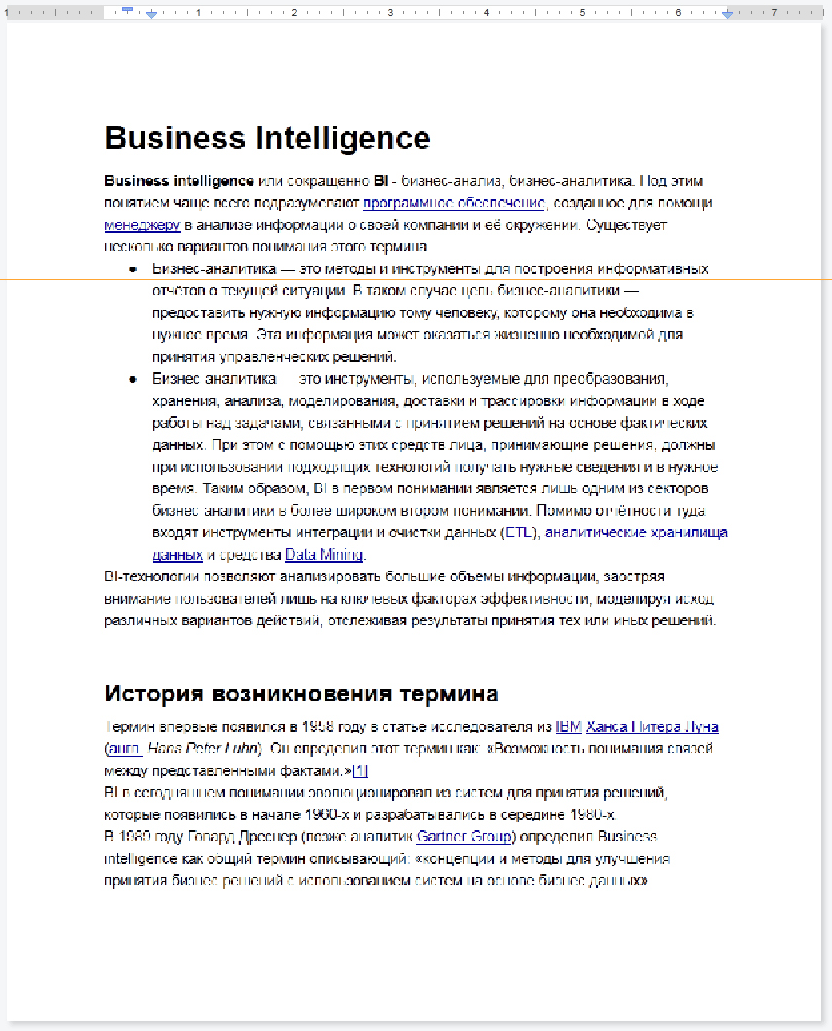 1 1 2 3 4 5 6 7
Business Intelligence
Business intelligence или сокращенно BI - бизнес-анализ, бизнес-аналитика. Под этим
понятием чаще всего подразумевают программное обеспечение, созданное для помощи
менеджеру в анализе информации о своей компании и её окружении. Существует
несколько вариантов понимания этого термина.
● Бизнес-аналитика — это методы и инструменты для построения информативных
отчётов о текущей ситуации. В таком случае цель бизнес-аналитики —
предоставить нужную информацию тому человеку, которому она необходима в
нужное время. Эта информация может оказаться жизненно необходимой для
принятия управленческих решений.
● Бизнес-аналитика — это инструменты, используемые для преобразования,
хранения, анализа, моделирования, доставки и трассировки информации в ходе
работы над задачами, связанными с принятием решений на основе фактических
данных. При этом с помощью этих средств лица, принимающие решения, должны
при использовании подходящих технологий получать нужные сведения и в нужное
время. Таким образом, BI в первом понимании является лишь одним из секторов
бизнес-аналитики в более широком втором понимании. Помимо отчётности туда
входят инструменты интеграции и очистки данных (ETL), аналитические хранилища
данных и средства Data Mining.
BI-технологии позволяют анализировать большие объемы информации, заостряя
внимание пользователей лишь на ключевых факторах эффективности, моделируя исход
различных вариантов действий, отслеживая результаты принятия тех или иных решений.
История возникновения термина
Термин впервые появился в 1958 году в статье исследователя из IBM Ханса Питера Луна
(англ. Hans Peter Luhn). Он определил этот термин как: «Возможность понимания связей
между представленными фактами.»[1]
BI в сегодняшнем понимании эволюционировал из систем для принятия решений,
которые появились в начале 1960-х и разрабатывались в середине 1980-х.
В 1989 году Говард Дреснер (позже аналитик Gartner Group) определил Business
intelligence как общий термин описывающий: «концепции и методы для улучшения
принятия бизнес-решений с использованием систем на основе бизнес-данных»